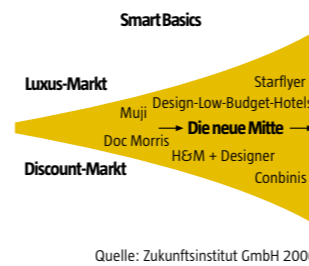 Smart Basics
Luxus-Markt
Starflyer
Design-Low-Budget-Hotels
Muji
Die neue Mitte
Doc Morris
H&M + Designer
Discount-Markt
Conbinis
Quelle: Zukunftsinstitut GmbH 200